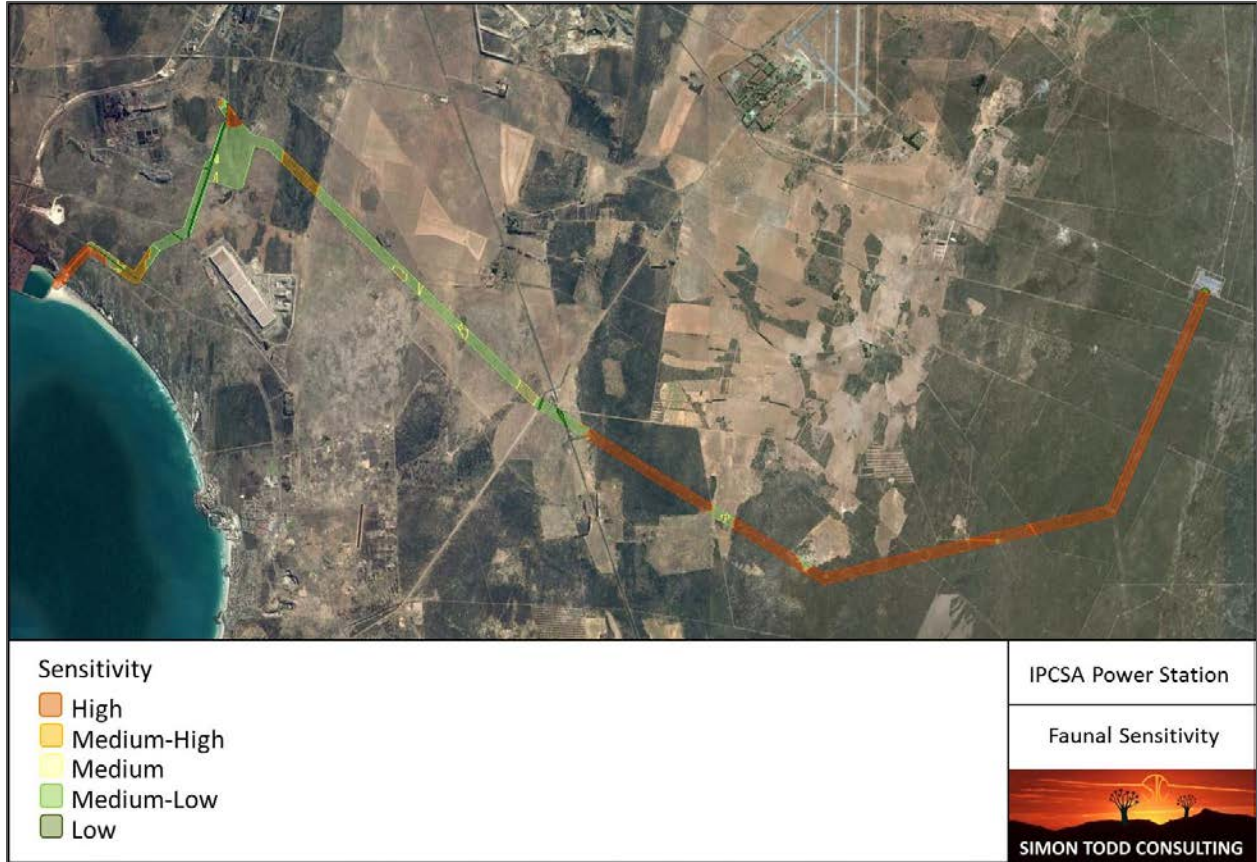 Sensitivity
High
Medium-High
Medium
Medium-Low
Low
IPCSA Power Station
Faunal Sensitivity
SIMON TODD CONSULTING